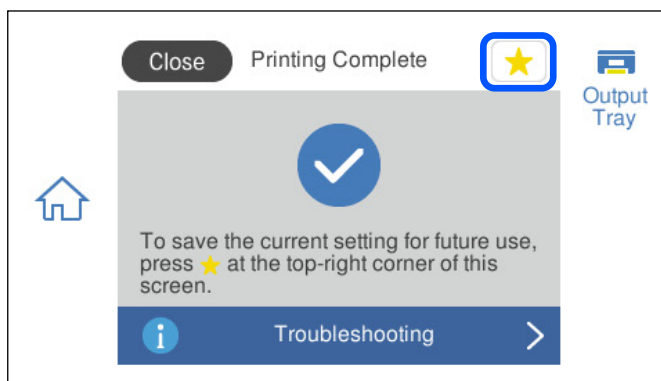 Close
Printing Complete
Output
Tray
To save the current setting for future use,
press ★ at the top-right corner of this
screen.
i
Troubleshooting